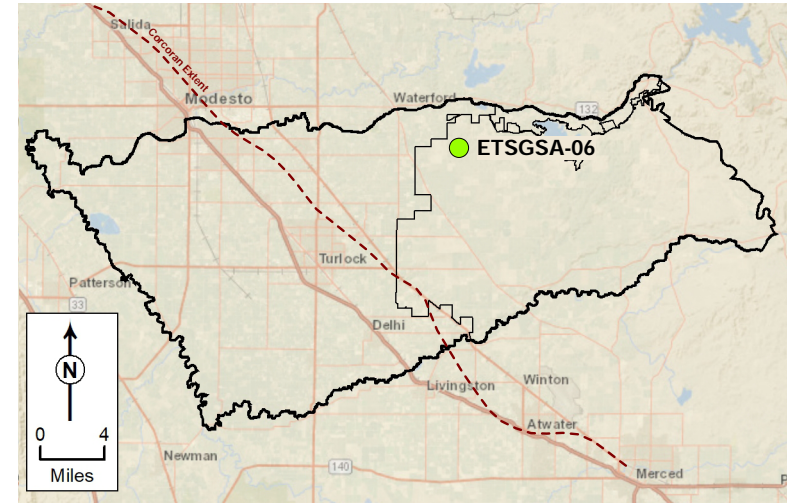 Salida
Corcoran Extent
Modesto
Waterford
132
ETSGSA-06
Turlock
Patterson
33
Delhi
N
0 4
Miles
Livingston
Winton
Atwater
Newman
140
Merced
P